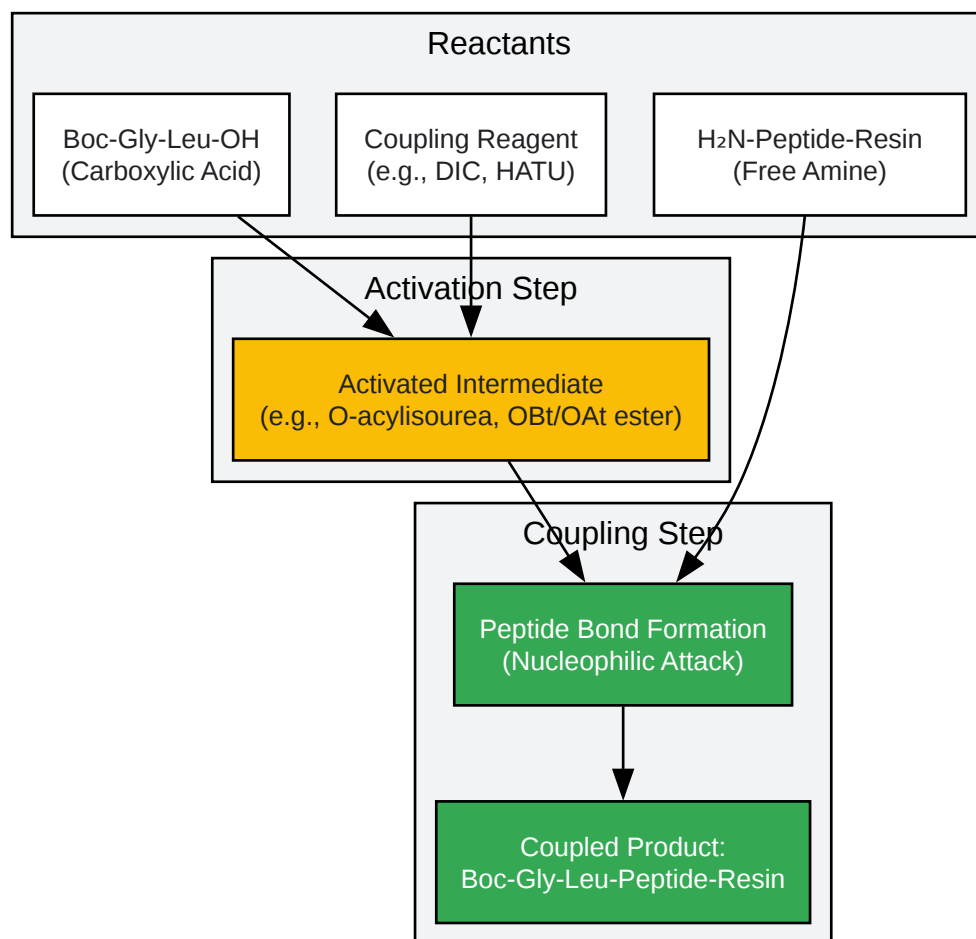 Reactants
Boc-Gly-Leu-OH
(Carboxylic Acid)
Coupling Reagent
(e.g., DIC, HATU)
H₂N-Peptide-Resin
(Free Amine)
Activation Step
Activated Intermediate
(e.g., O-acylisourea, OBt/OAt ester)
Coupling Step
Peptide Bond Formation
(Nucleophilic Attack)
Coupled Product:
Boc-Gly-Leu-Peptide-Resin